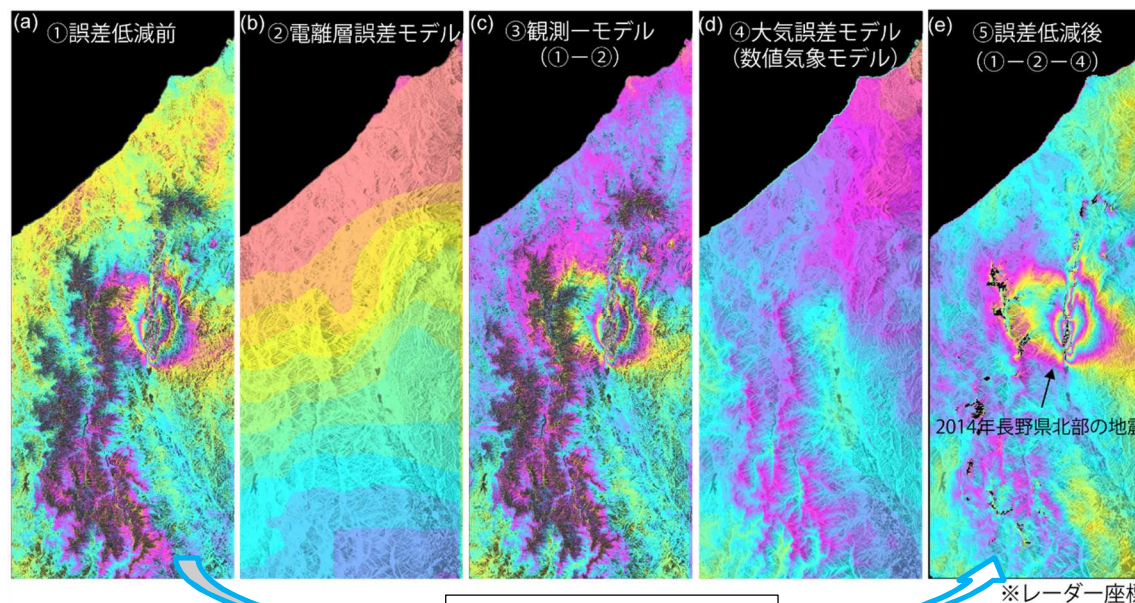 (a)
①誤差低減前
(b)
②電離層誤差モデル
(c)
③観測ーモデル
(①ー②)
(d)
④大気誤差モデル
(数値気象モデル)
(e)
⑤誤差低減後
(①ー②ー④)
2014年長野県北部の地震
※レーダー座標